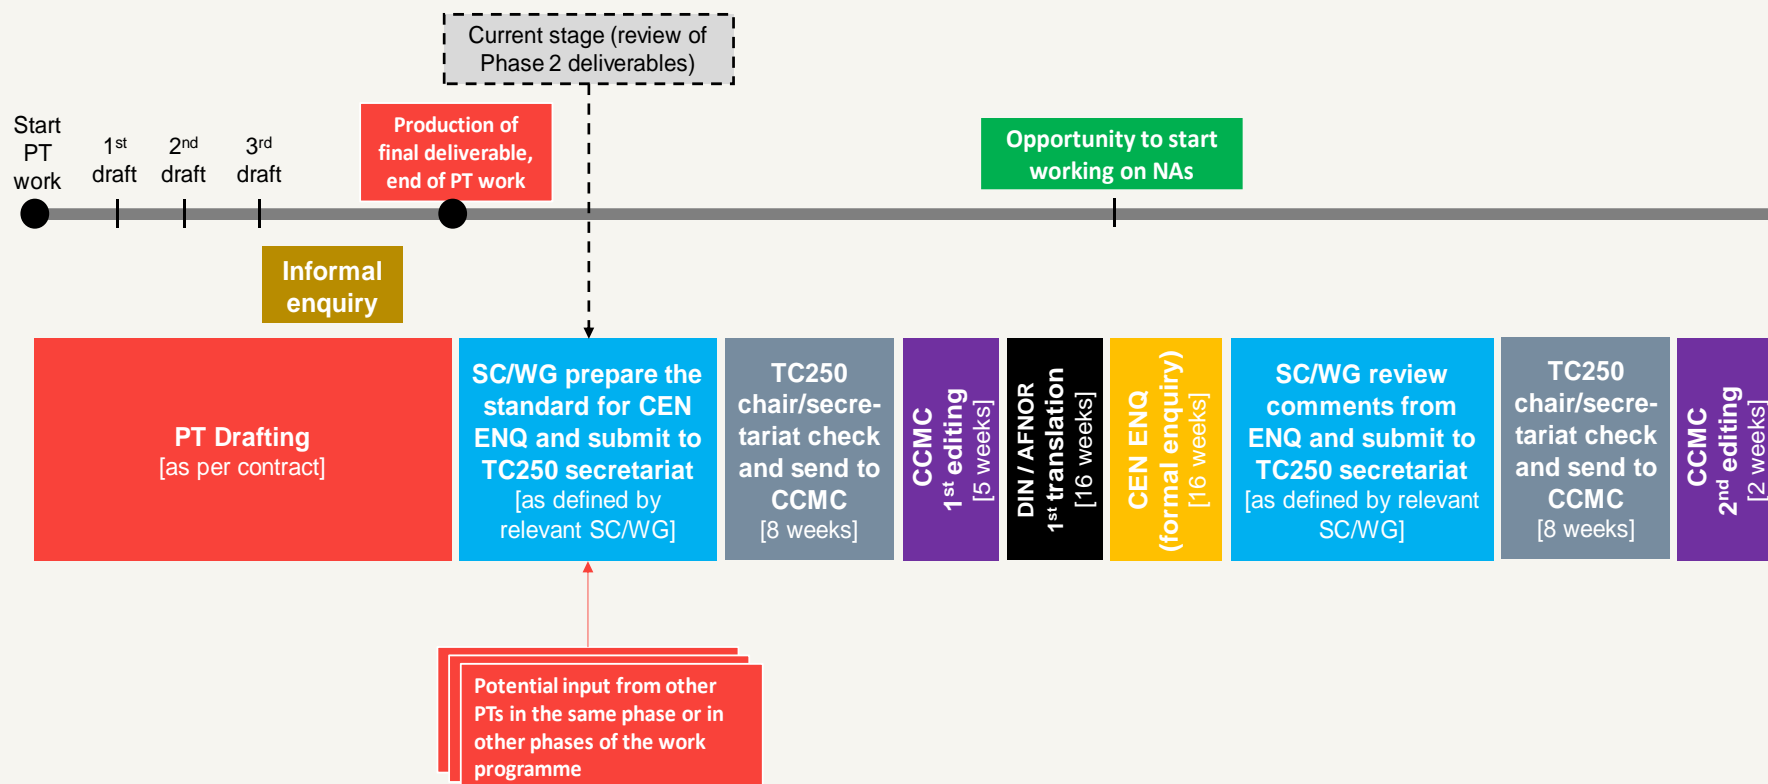 Current stage (review of
Phase 2 deliverables)
Start
PT
work
1st
draft
2nd
draft
3rd
draft
Production of
final deliverable,
end of PT work
Opportunity to start
working on NAs
Informal
enquiry
PT Drafting
[as per contract]
SC/WG prepare the
standard for CEN
ENQ and submit to
TC250 secretariat
[as defined by
relevant SC/WG]
TC250
chair/secre-
tariat check
and send to
CCMC
[8 weeks]
CCMC
1st editing
[5 weeks]
DIN / AFNOR
1st translation
[16 weeks]
CEN ENQ
(formal enquiry)
[16 weeks]
SC/WG review
comments from
ENQ and submit to
TC250 secretariat
[as defined by relevant
SC/WG]
TC250
chair/secre-
tariat check
and send to
CCMC
[8 weeks]
CCMC
2nd editing
[2 weeks]
Potential input from other
PTs in the same phase or in
other phases of the work
programme